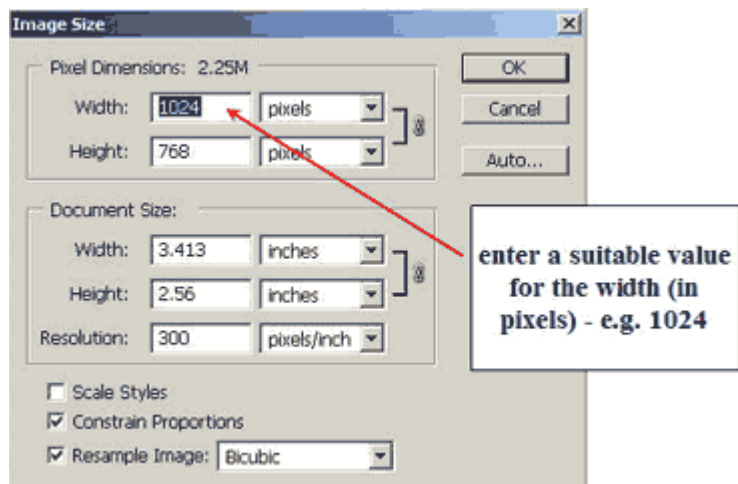 Image Size
Pixel Dimensions: 2.25M
Width: 1024 pixels
Height: 768 pixels
OK
Cancel
Auto...
Document Size:
Width: 3.413 inches
Height: 2.56 inches
Resolution: 300 pixels/inch
Scale Styles
Constrain Proportions
Resample Image: Bicubic
enter a suitable value
for the width (in
pixels) - e.g. 1024